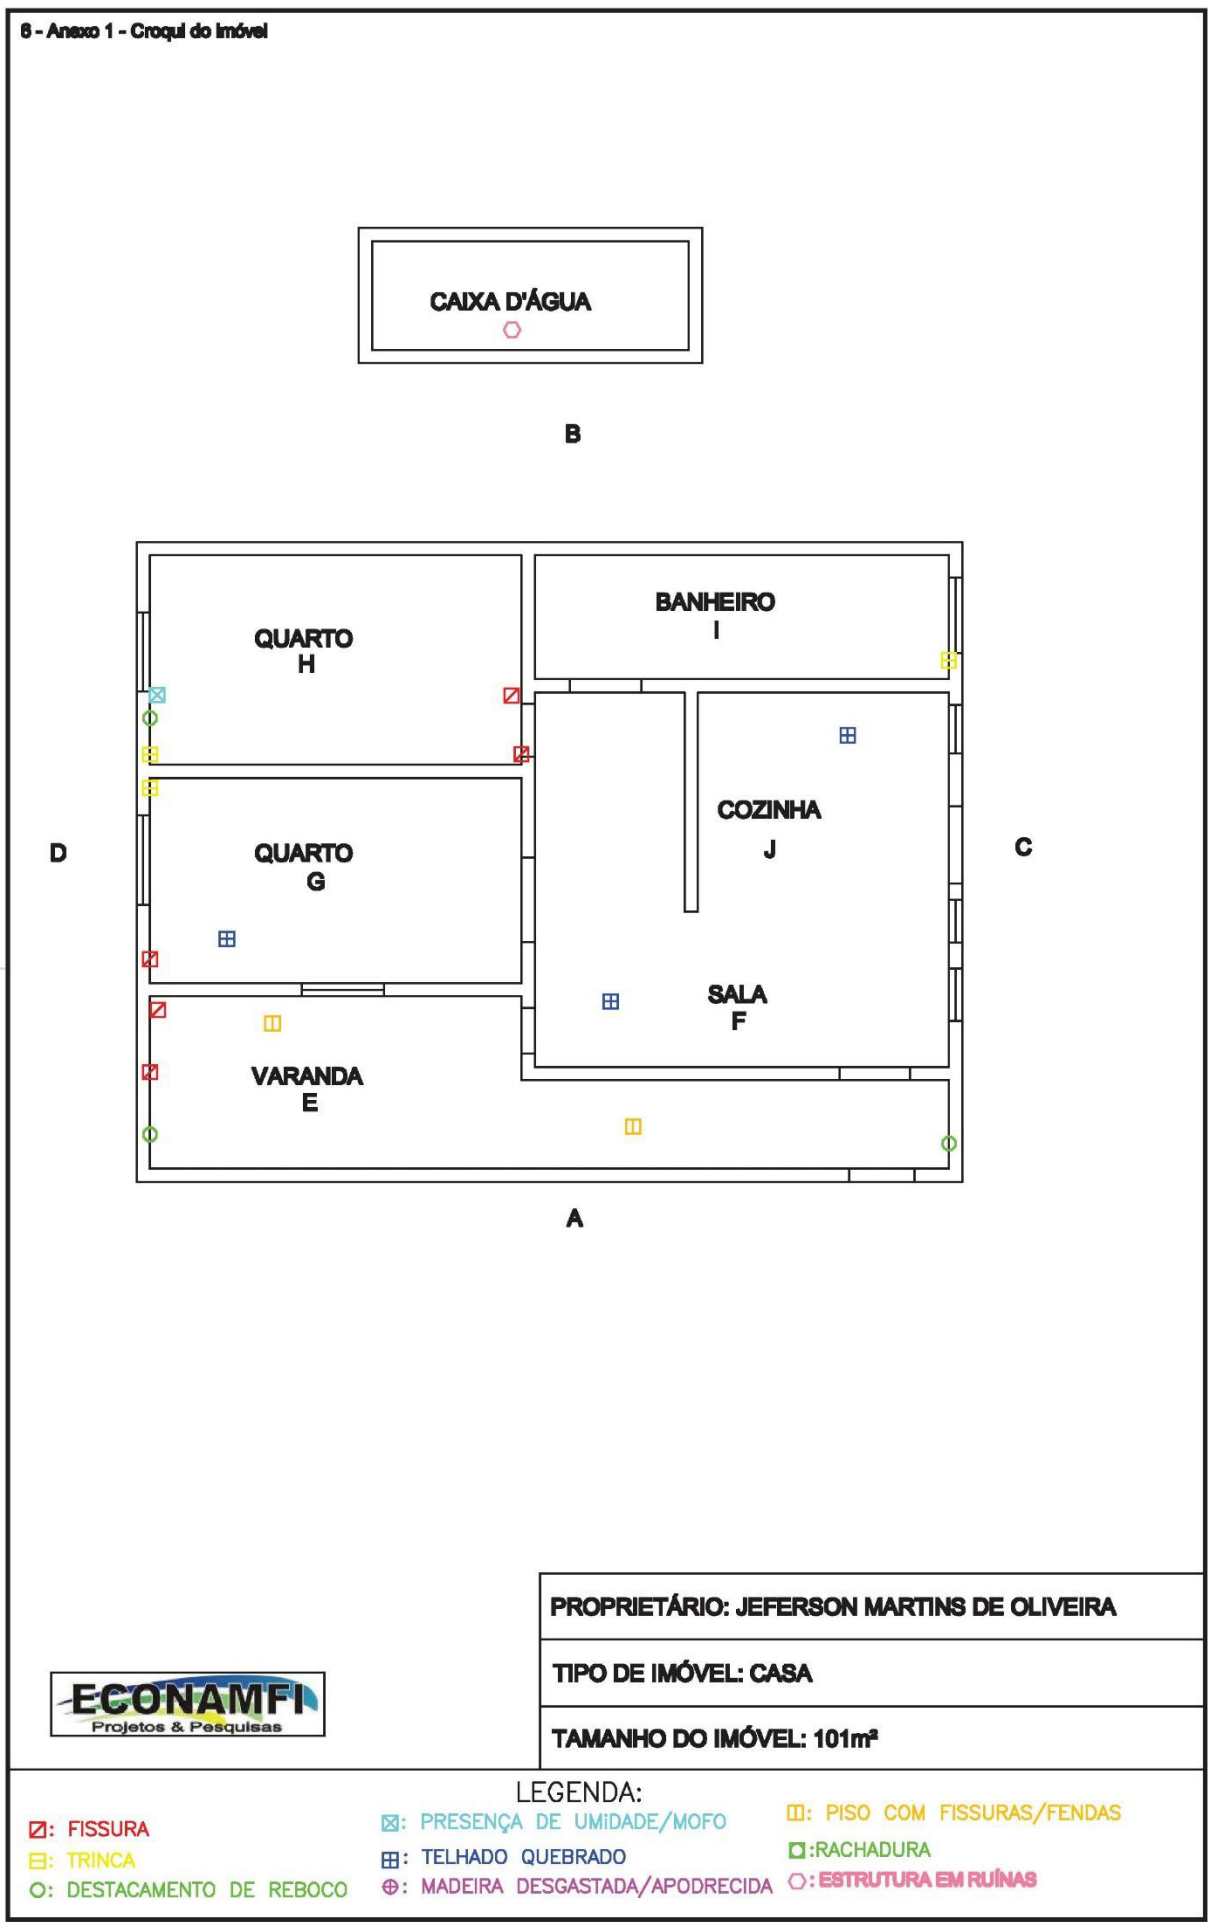 6 - Anexo 1 - Croqui do Imóvel
CAIXA D'ÁGUA
B
BANHEIRO
I
QUARTO
H
COZINHA
J
D
QUARTO
G
C
SALA
F
VARANDA
E
A
PROPRIETÁRIO: JEFERSON MARTINS DE OLIVEIRA
TIPO DE IMÓVEL: CASA
TAMANHO DO IMÓVEL: 101m²
ECONAMFI
Projetos & Pesquisas
LEGENDA:
: FISSURA
: TRINCA
: DESTACAMENTO DE REBOCO
: PRESENÇA DE UMiDADE/MOFO
: TELHADO QUEBRADO
: MADEIRA DESGASTADA/APODRECIDA
: PISO COM FISSURAS/FENDAS
:RACHADURA
: ESTRUTURA EM RUÍNAS